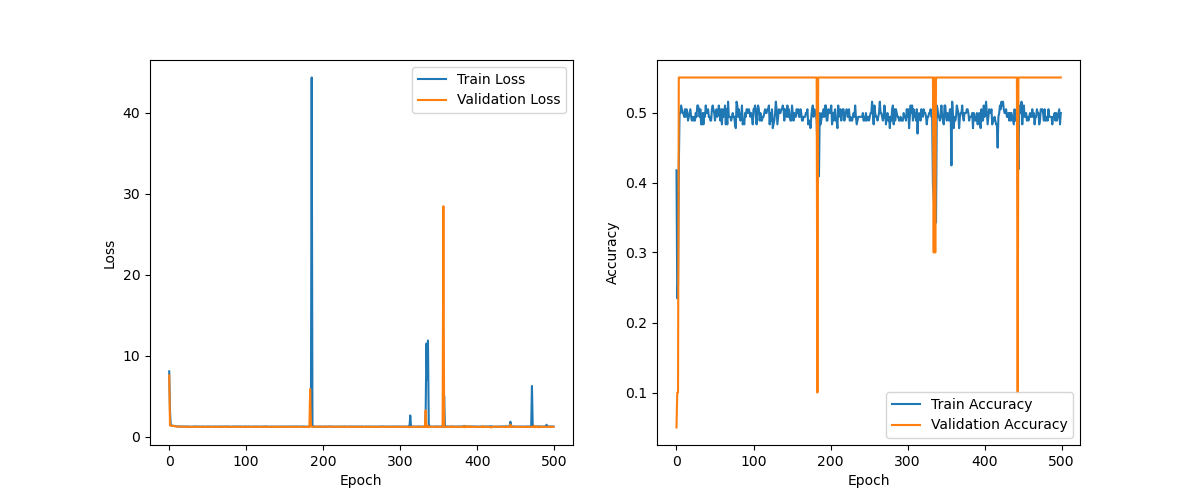 Train Loss
Validation Loss
40
30
20
10
0
Loss
0 100 200 300 400 500
Epoch
0.5
0.4
0.3
0.2
0.1
Accuracy
Train Accuracy
Validation Accuracy
0 100 200 300 400 500
Epoch